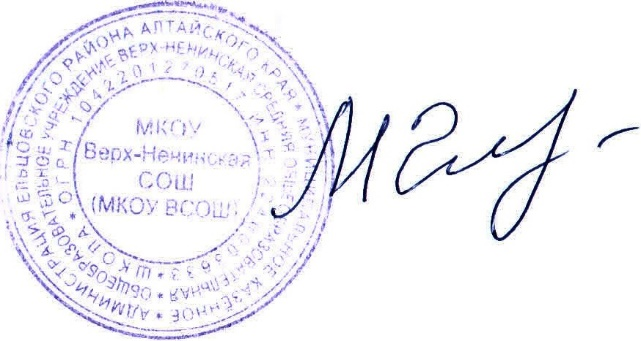 АДМИНИСТРАЦИЯ ЕЛЬЦОВСКОГО РАЙОНА АЛТАЙСКОГО КРАЯ * МУНИЦИПАЛЬНОЕ КАЗЁННОЕ *
ОБЩЕОБРАЗОВАТЕЛЬНОЕ УЧРЕЖДЕНИЕ ВЕРХ-НЕНИНСКАЯ СРЕДНЯЯ ОБЩЕОБРАЗОВАТЕЛЬНАЯ *
ШКОЛА * ОГРН ИНН
МКОУ
Верх-Ненинская
СОШ
(МКОУ ВСОШ)